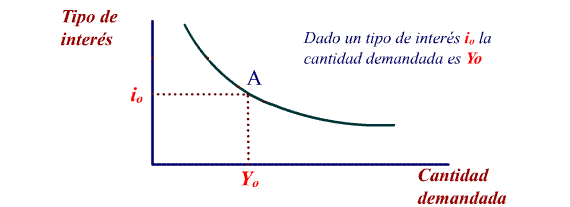 Tipo de
interés
Dado un tipo de interés io la
cantidad demandada es Yo
A
io
Yo
Cantidad
demandada